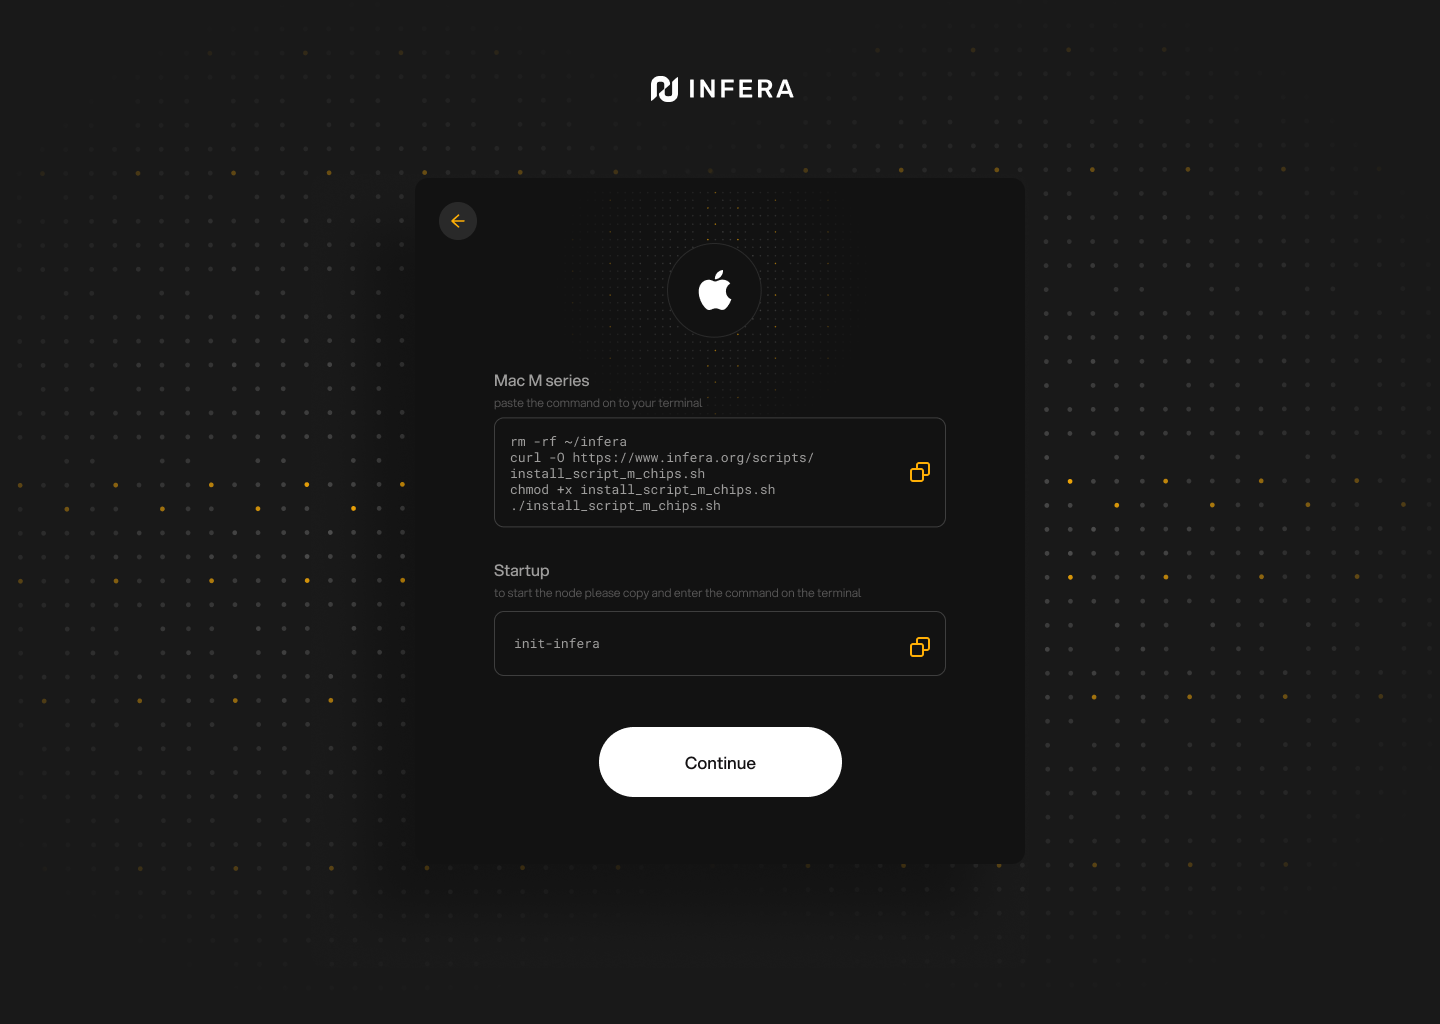 INFERA
Mac M series
paste the command on to your terminal
rm -rf ~/infera
curl -O https://www.infera.org/scripts/
install_script_m_chips.sh
chmod +x install_script_m_chips.sh
./install_script_m_chips.sh
Startup
to start the node please copy and enter the command on the terminal
init-infera
Continue